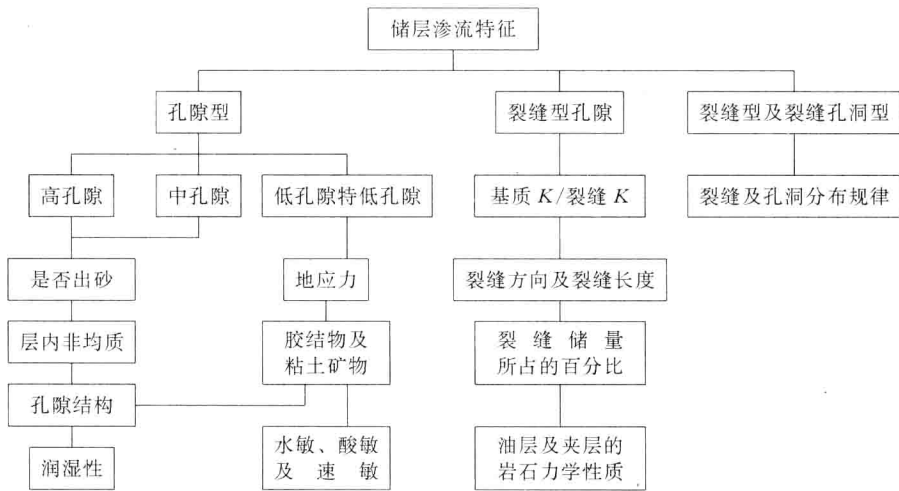 储层渗流特征
孔隙型
裂缝型孔隙
裂缝型及裂缝孔洞型
高孔隙
中孔隙
低孔隙特低孔隙
基质K/裂缝K
裂缝及孔洞分布规律
是否出砂
地应力
裂缝方向及裂缝长度
层内非均质
胶结物及
粘土矿物
裂缝储量
所占的百分比
孔隙结构
润湿性
水敏、酸敏
及速敏
油层及夹层的
岩石力学性质